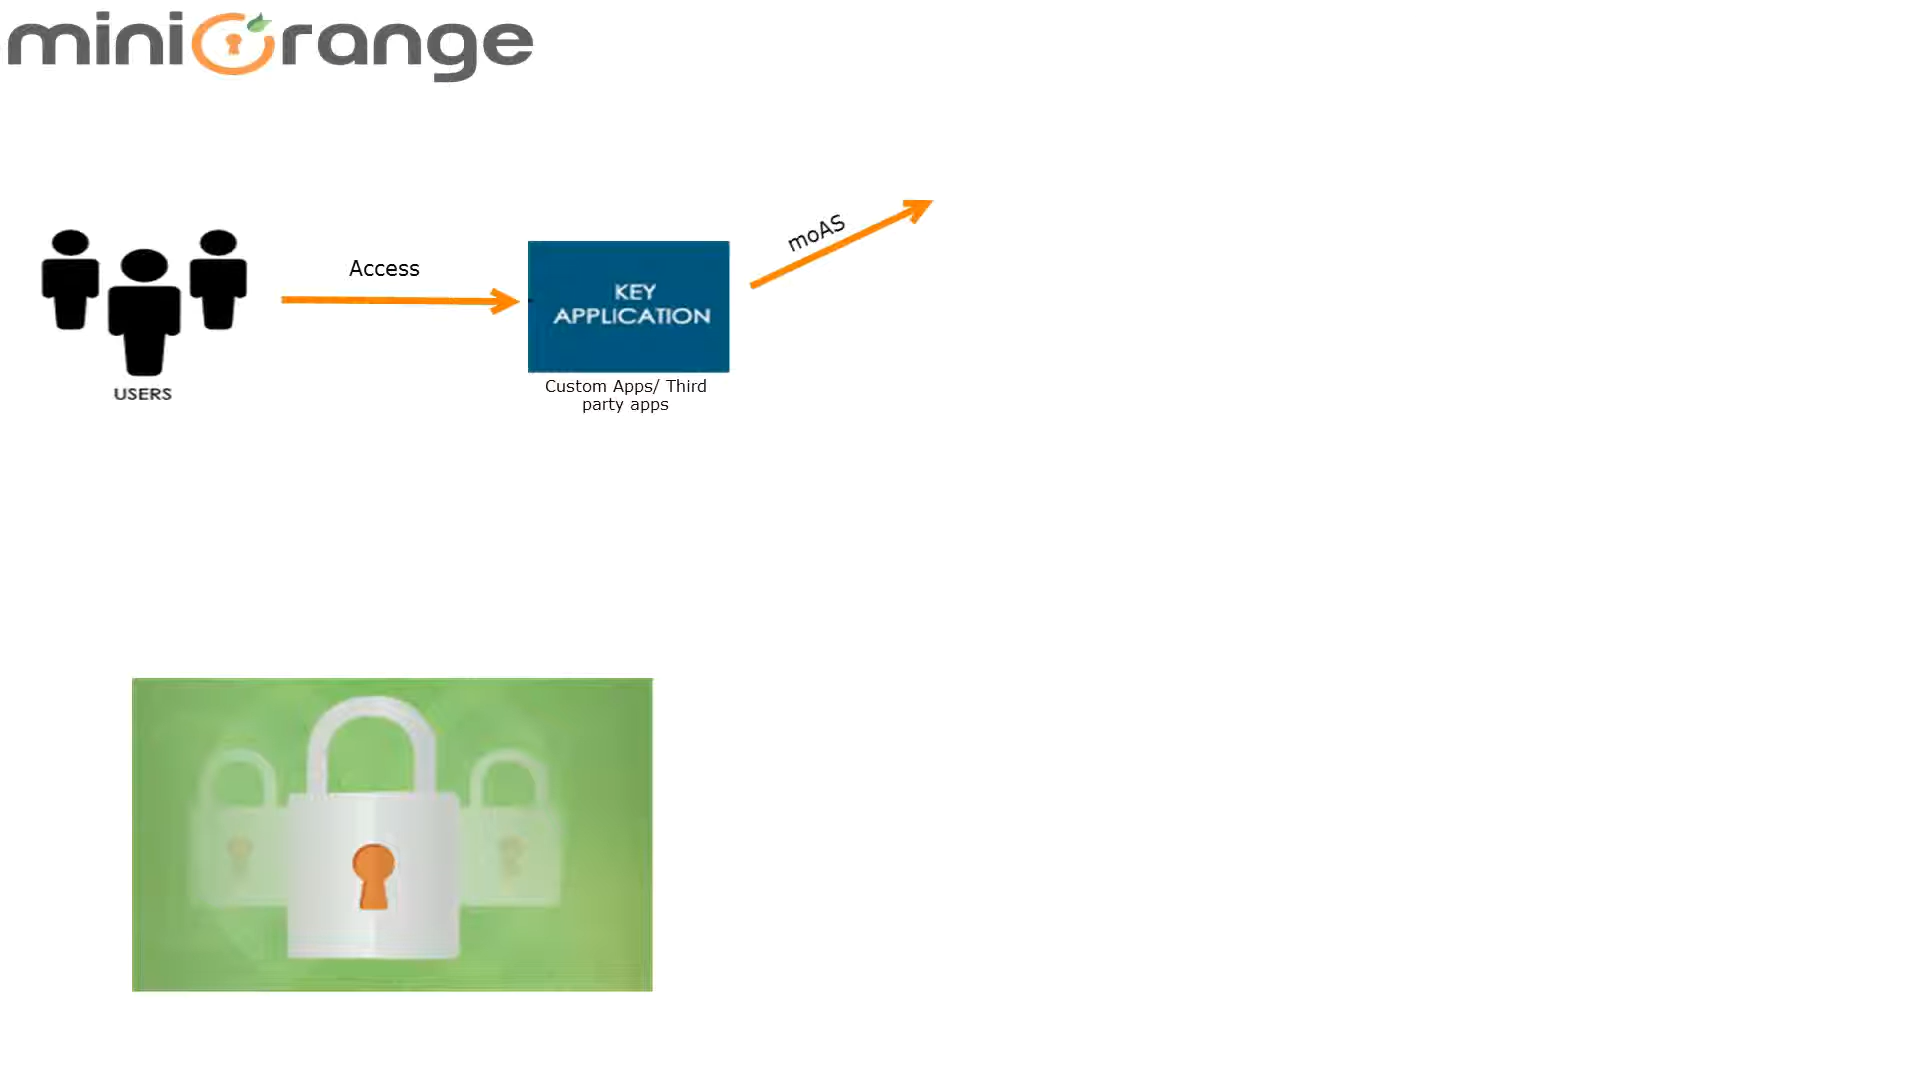 miniOrange
moAS
Access
KEY
APPLICATION
Custom Apps/ Third
party apps
USERS